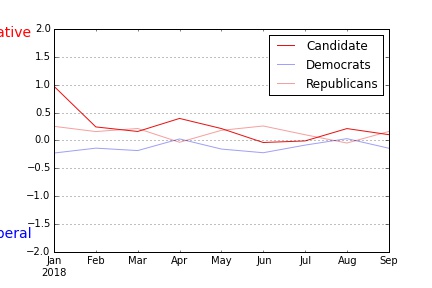 2.0
ative
Candidate
Democrats
Republicans
1.5
1.0
0.5
0.0
−0.5
−1.0
−1.5
beral
−2.0
Jan Feb Mar Apr May Jun Jul Aug Sep
2018